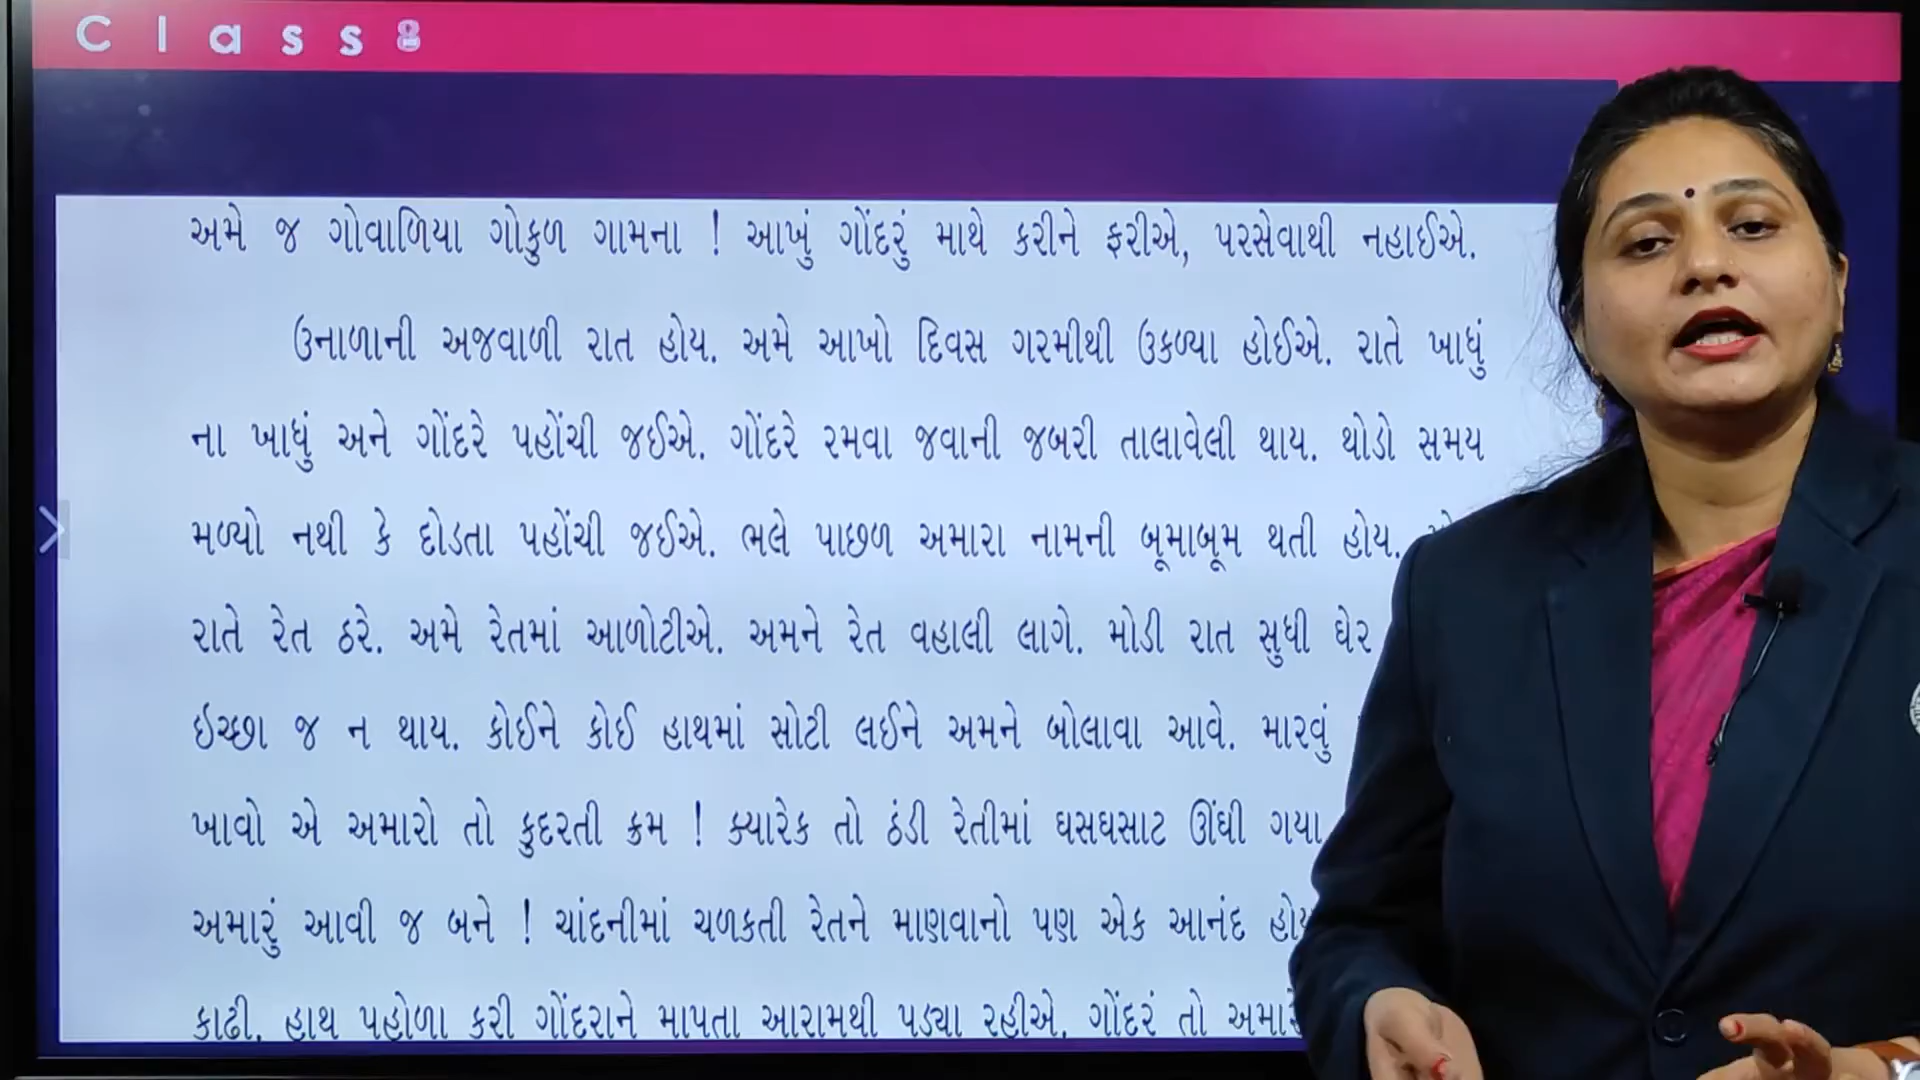 Class 8
અમે જ ગોવાળિયા ગોકુળ ગામના ! આખું ગોંદરું માથે કરીને ફરીએ, પરસેવાથી નહાઈએ.
ઉનાળાની અજવાળી રાત હોય. અમે આખો દિવસ ગરમીથી ઉકળ્યા હોઈએ. રાતે ખાધું
ના ખાધું અને ગોંદરે પહોંચી જઈએ. ગોંદરે રમવા જવાની જબરી તાલાવેલી થાય. થોડો સમય
મળ્યો નથી કે દોડતા પહોંચી જઈએ. ભલે પાછળ અમારા નામની બૂમાબૂમ થતી હોય.
રાતે રેત ઠરે. અમે રેતમાં આળોટીએ. અમને રેત વહાલી લાગે. મોડી રાત સુધી ઘેર
ઇચ્છા જ ન થાય. કોઈને કોઈ હાથમાં સોટી લઈને અમને બોલાવા આવે. મારવું
ખાવો એ અમારો તો કુદરતી ક્રમ ! ક્યારેક તો ઠંડી રેતીમાં ઘસઘસાટ ઊંઘી ગયા
અમારું આવી જ બને ! ચાંદનીમાં ચળકતી રેતને માણવાનો પણ એક આનંદ
કાઢી, હાથ પહોળા કરી ગોંદરાને માપતા આરામથી પડ્યા રહીએ. ગોંદરું તો